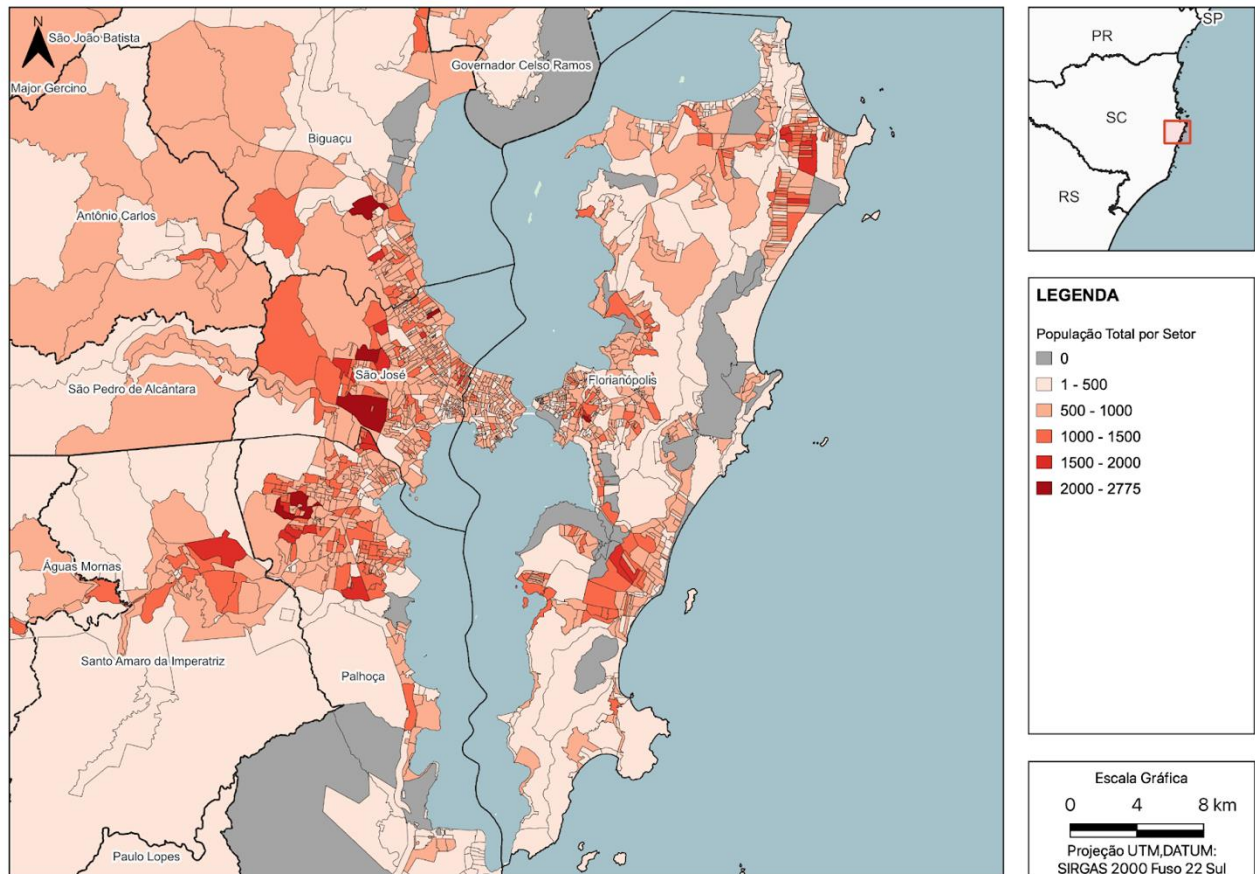 N
São João Batista
Major Gercino
Governador Celso Ramos
Biguaçu
Antônio Carlos
São José
São Pedro de Alcântara
Florianópolis
Águas Mornas
Santo Amaro da Imperatriz
Palhoça
Paulo Lopes
SP
PR
SC
RS
LEGENDA
População Total por Setor
0
1 - 500
500 - 1000
1000 - 1500
1500 - 2000
2000 - 2775
Escala Gráfica
0 4 8 km
Projeção UTM,DATUM:
SIRGAS 2000 Fuso 22 Sul